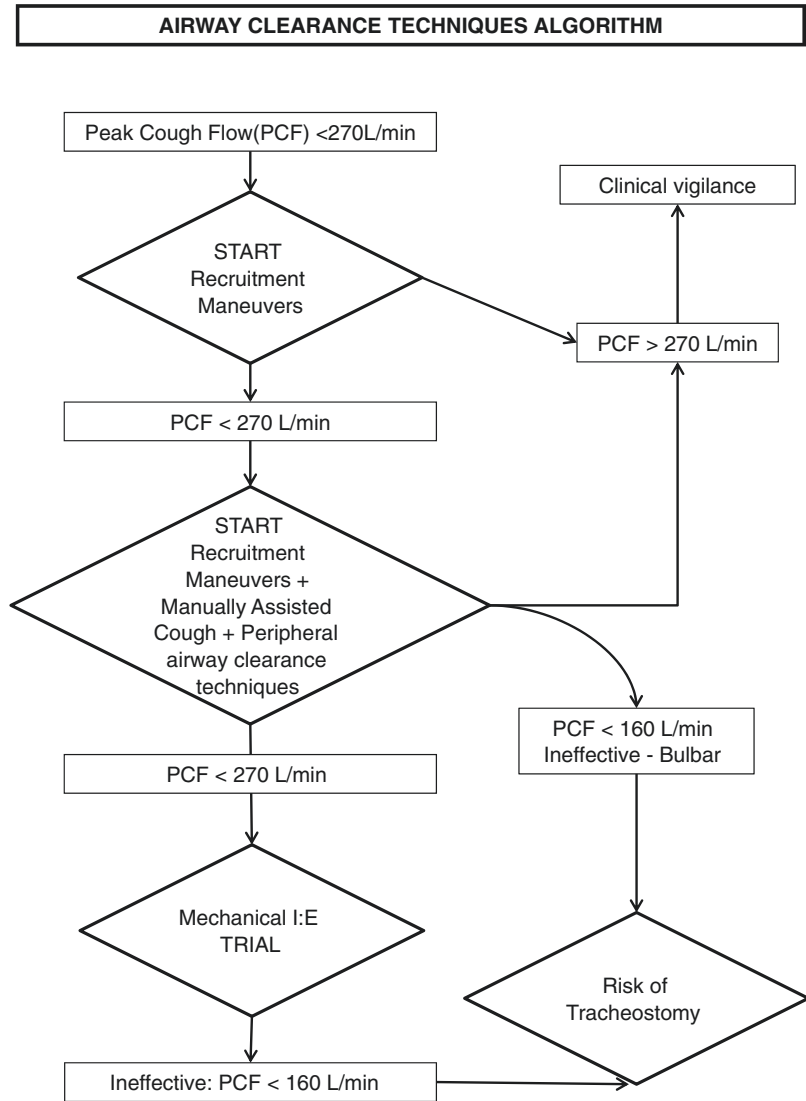 AIRWAY CLEARANCE TECHNIQUES ALGORITHM
Peak Cough Flow(PCF) <270L/min
Clinical vigilance
START
Recruitment
Maneuvers
PCF > 270 L/min
PCF < 270 L/min
START
Recruitment
Maneuvers +
Manually Assisted
Cough + Peripheral
airway clearance
techniques
PCF < 160 L/min
Ineffective - Bulbar
PCF < 270 L/min
Mechanical I:E
TRIAL
Risk of
Tracheostomy
Ineffective: PCF < 160 L/min